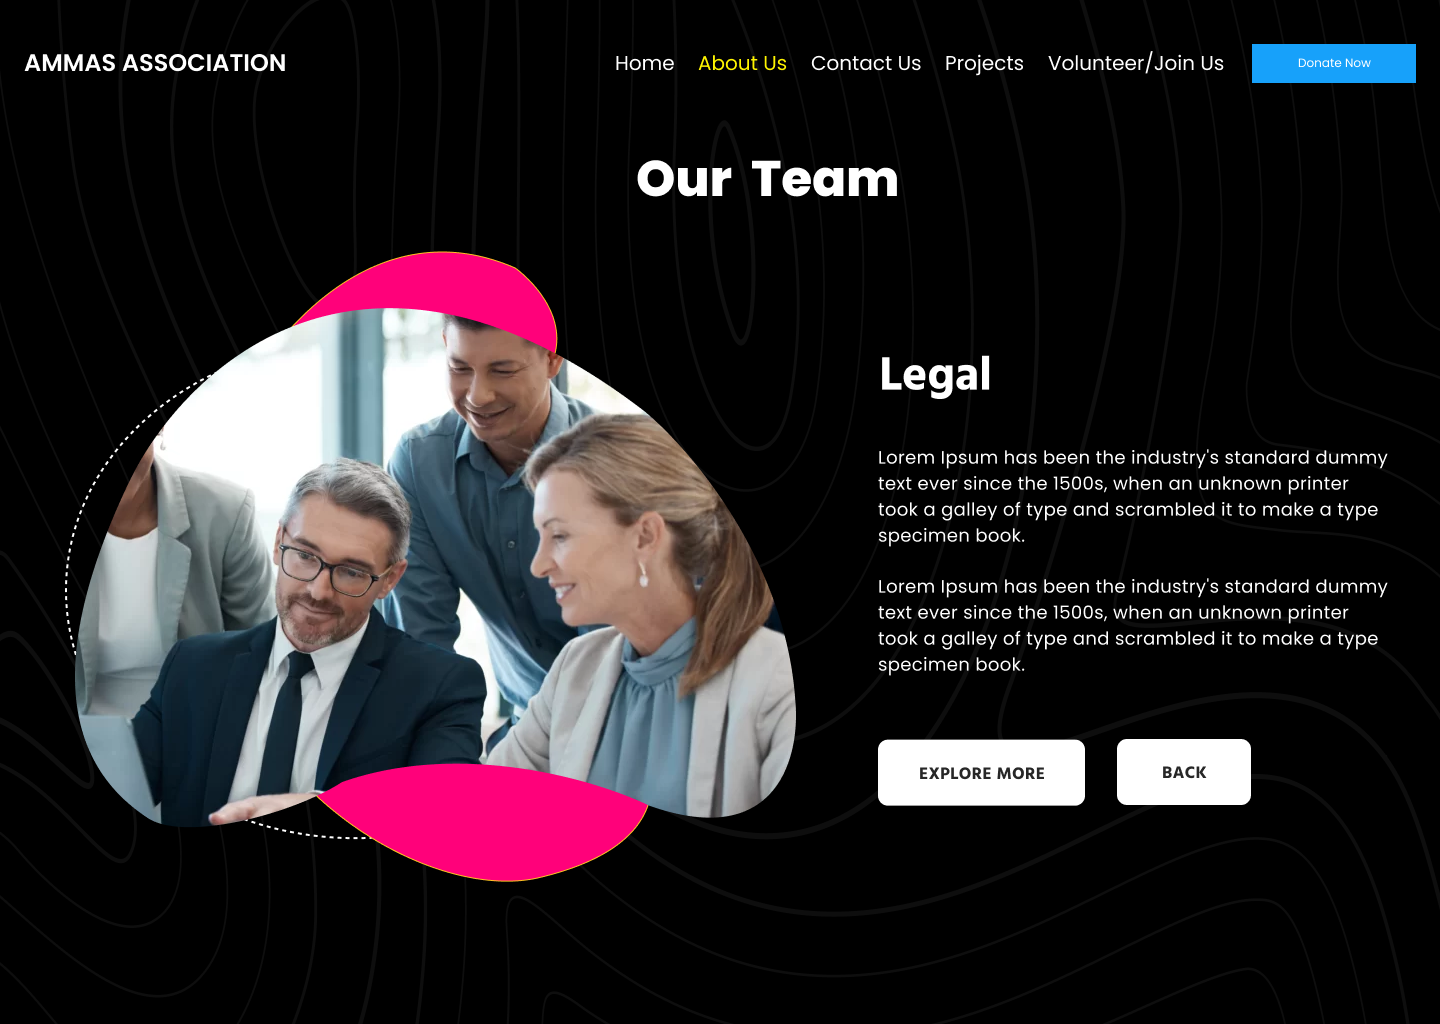 AMMAS ASSOCIATION
Home About Us Contact Us Projects Volunteer/Join Us Donate Now
Our Team
Legal
Lorem Ipsum has been the industry's standard dummy
text ever since the 1500s, when an unknown printer
took a galley of type and scrambled it to make a type
specimen book.
Lorem Ipsum has been the industry's standard dummy
text ever since the 1500s, when an unknown printer
took a galley of type and scrambled it to make a type
specimen book.
EXPLORE MORE BACK